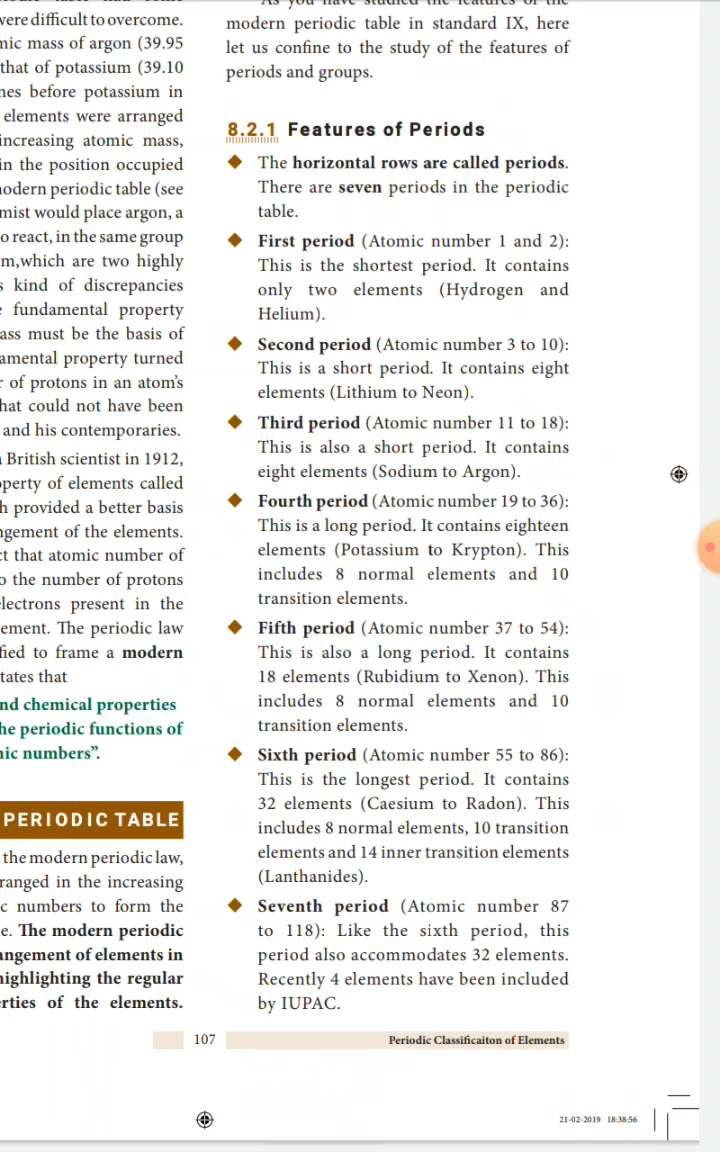 were difficult to overcome.
mic mass of argon (39.95
that of potassium (39.10
nes before potassium in
elements were arranged
increasing atomic mass,
in the position occupied
nodern periodic table (see
mist would place argon, a
o react, in the same group
m,which are two highly
s kind of discrepancies
e fundamental property
ass must be the basis of
amental property turned
r of protons in an atom's
hat could not have been
and his contemporaries.
British scientist in 1912,
operty of elements called
h provided a better basis
ngement of the elements.
ct that atomic number of
o the number of protons
electrons present in the
ement. The periodic law
fied to frame a modern
tates that
nd chemical properties
he periodic functions of
nic numbers”.
PERIODIC TABLE
the modern periodic law,
ranged in the increasing
c numbers to form the
e. The modern periodic
angement of elements in
highlighting the regular
erties of the elements.
As you have studied the features of the
modern periodic table in standard IX, here
let us confine to the study of the features of
periods and groups.
8.2.1 Features of Periods
◆ The horizontal rows are called periods.
There are seven periods in the periodic
table.
◆ First period (Atomic number 1 and 2):
This is the shortest period. It contains
only two elements (Hydrogen and
Helium).
◆ Second period (Atomic number 3 to 10):
This is a short period. It contains eight
elements (Lithium to Neon).
◆ Third period (Atomic number 11 to 18):
This is also a short period. It contains
eight elements (Sodium to Argon).
◆ Fourth period (Atomic number 19 to 36):
This is a long period. It contains eighteen
elements (Potassium to Krypton). This
includes 8 normal elements and 10
transition elements.
◆ Fifth period (Atomic number 37 to 54):
This is also a long period. It contains
18 elements (Rubidium to Xenon). This
includes 8 normal elements and 10
transition elements.
◆ Sixth period (Atomic number 55 to 86):
This is the longest period. It contains
32 elements (Caesium to Radon). This
includes 8 normal elements, 10 transition
elements and 14 inner transition elements
(Lanthanides).
◆ Seventh period (Atomic number 87
to 118): Like the sixth period, this
period also accommodates 32 elements.
Recently 4 elements have been included
by IUPAC.
107
Periodic Classificaiton of Elements
21-02-2019 18:38:56